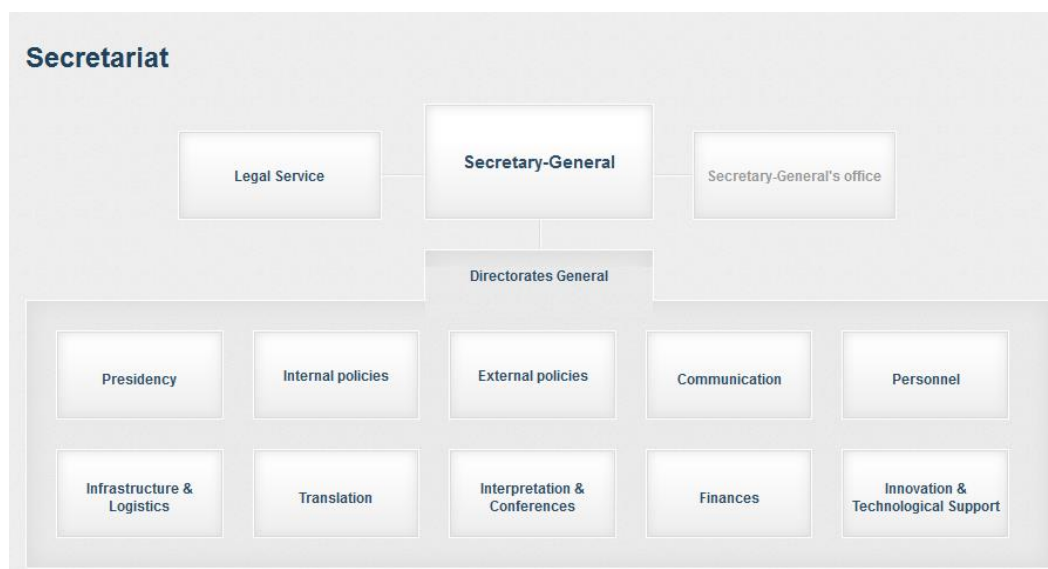 Secretariat
Legal Service
Secretary-General
Secretary-General's office
Directorates General
Presidency
Internal policies
External policies
Communication
Personnel
Infrastructure &
Logistics
Translation
Interpretation &
Conferences
Finances
Innovation &
Technological Support